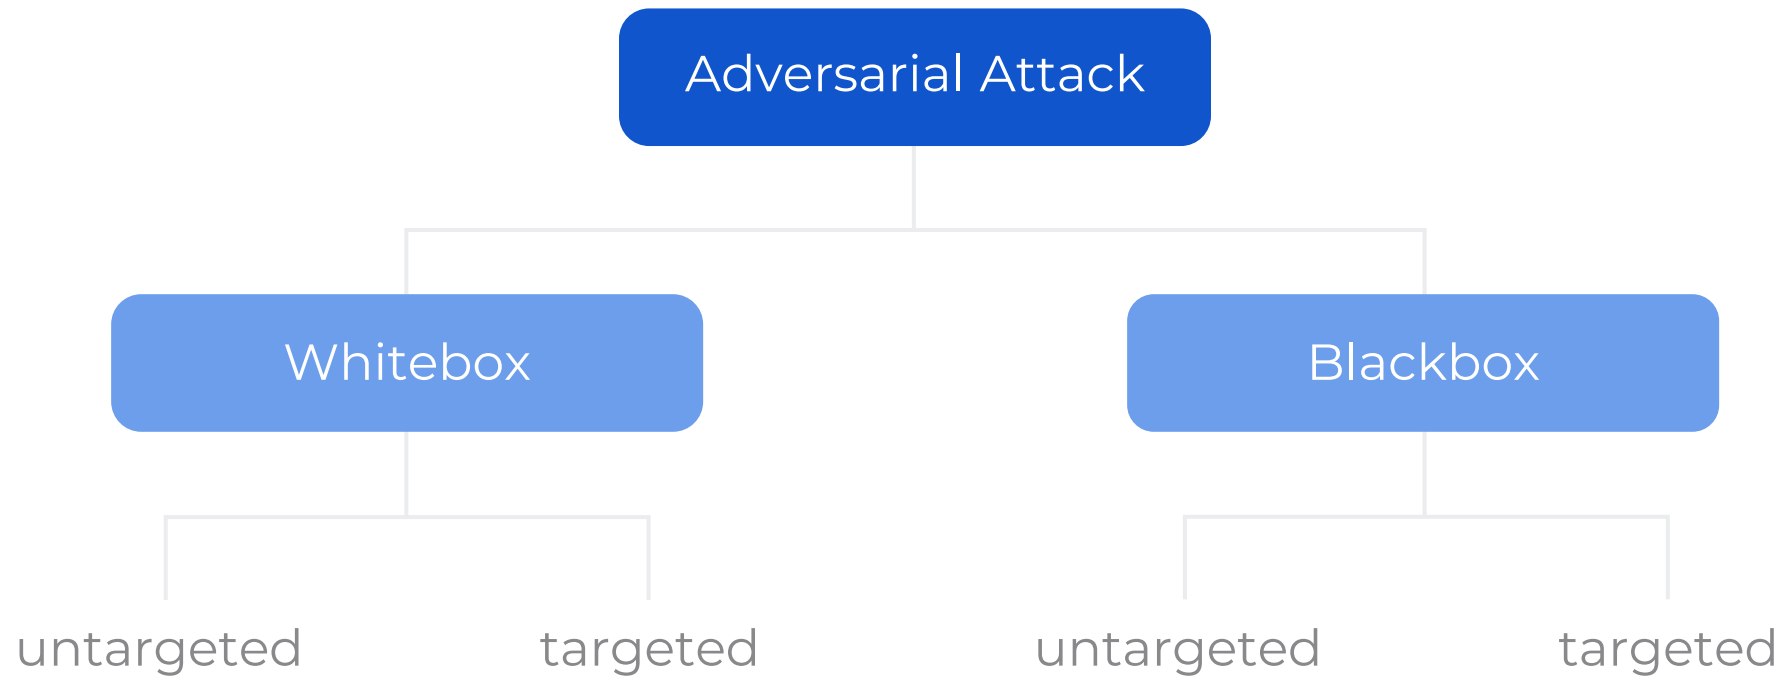 Adversarial Attack
Whitebox
Blackbox
untargeted
targeted
untargeted
targeted